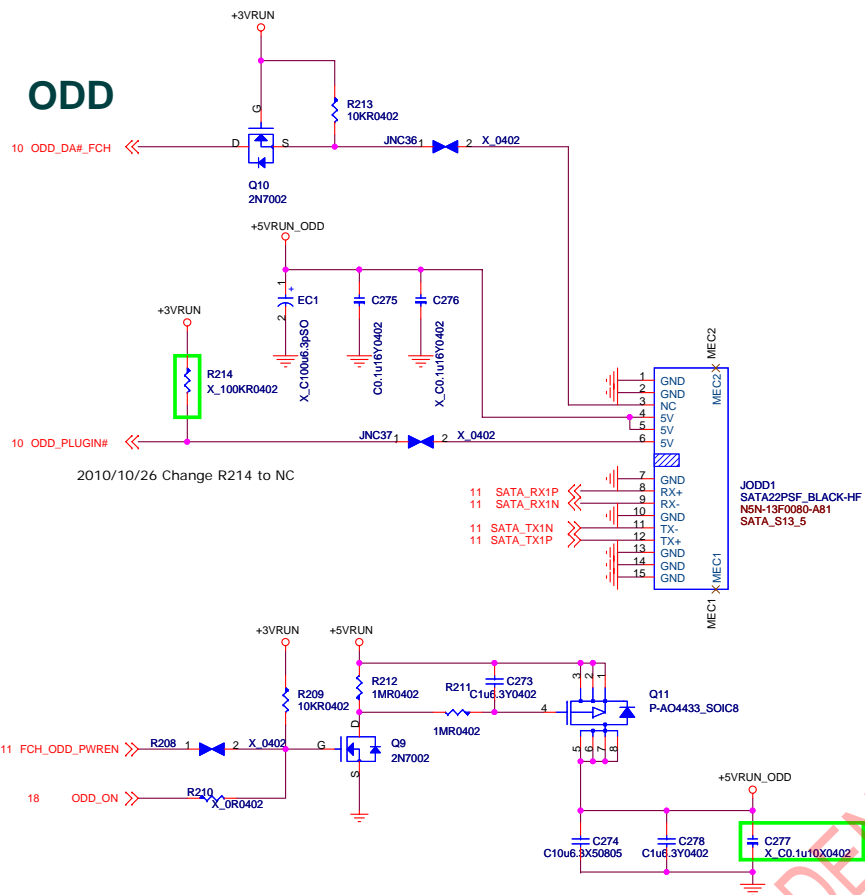 +3VRUN
ODD
G
R213
10KR0402
10 ODD_DA#_FCH
D
S
JNC36
1
2
X_0402
Q10
2N7002
+5VRUN_ODD
1
+
EC1
2
X_C100u6.3pSO
C275
C0.1u16Y0402
C276
X_C0.1u16Y0402
+3VRUN
R214
X_100KR0402
10 ODD_PLUGIN#
JNC37
1
2
X_0402
2010/10/26 Change R214 to NC
MEC2
MEC2
1 GND
2 GND
3 NC
4 5V
5 5V
6 5V
7 GND
8 RX+
9 RX-
10 GND
11 TX-
12 TX+
13 GND
14 GND
15 GND
MEC1
MEC1
11 SATA_RX1P
11 SATA_RX1N
11 SATA_TX1N
11 SATA_TX1P
JODD1
SATA22PSF_BLACK-HF
N5N-13F0080-A81
SATA_S13_5
+3VRUN
+5VRUN
R209
10KR0402
R212
1MR0402
R211
1MR0402
C273
C1u6.3Y0402
3
2
1
4
5
6
7
8
Q11
P-AO4433_SOIC8
11 FCH_ODD_PWREN
R208
1
2
X_0402
G
D
S
Q9
2N7002
18 ODD_ON
R210
X_0R0402
+5VRUN_ODD
C274
C10u6.3X50805
C278
C1u6.3Y0402
C277
X_C0.1u10X0402